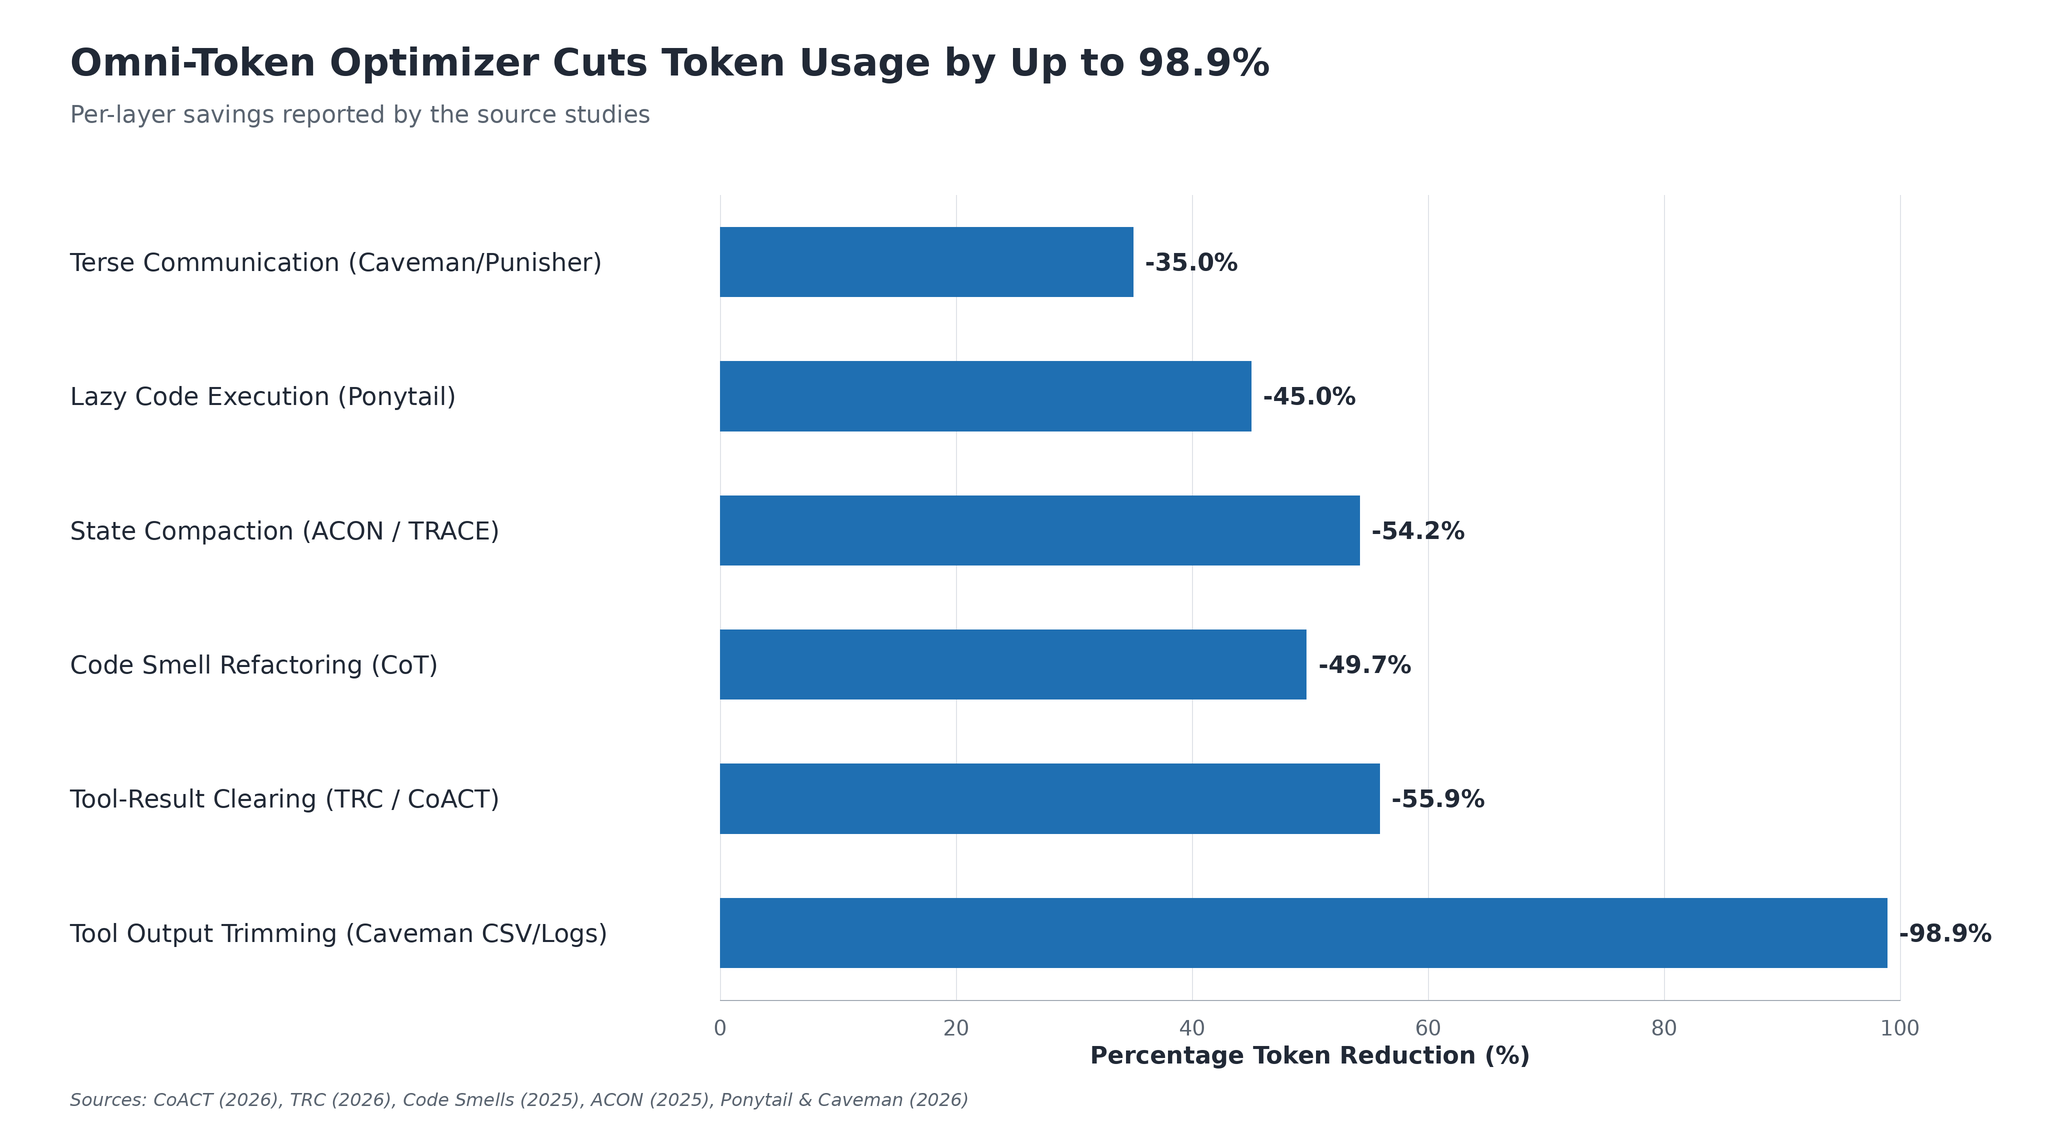 Omni-Token Optimizer Cuts Token Usage by Up to 98.9%
Per-layer savings reported by the source studies
Terse Communication (Caveman/Punisher)
-35.0%
Lazy Code Execution (Ponytail)
-45.0%
State Compaction (ACON / TRACE)
-54.2%
Code Smell Refactoring (CoT)
-49.7%
Tool-Result Clearing (TRC / CoACT)
-55.9%
Tool Output Trimming (Caveman CSV/Logs)
-98.9%
0 20 40 60 80 100
Percentage Token Reduction (%)
Sources: CoACT (2026), TRC (2026), Code Smells (2025), ACON (2025), Ponytail & Caveman (2026)